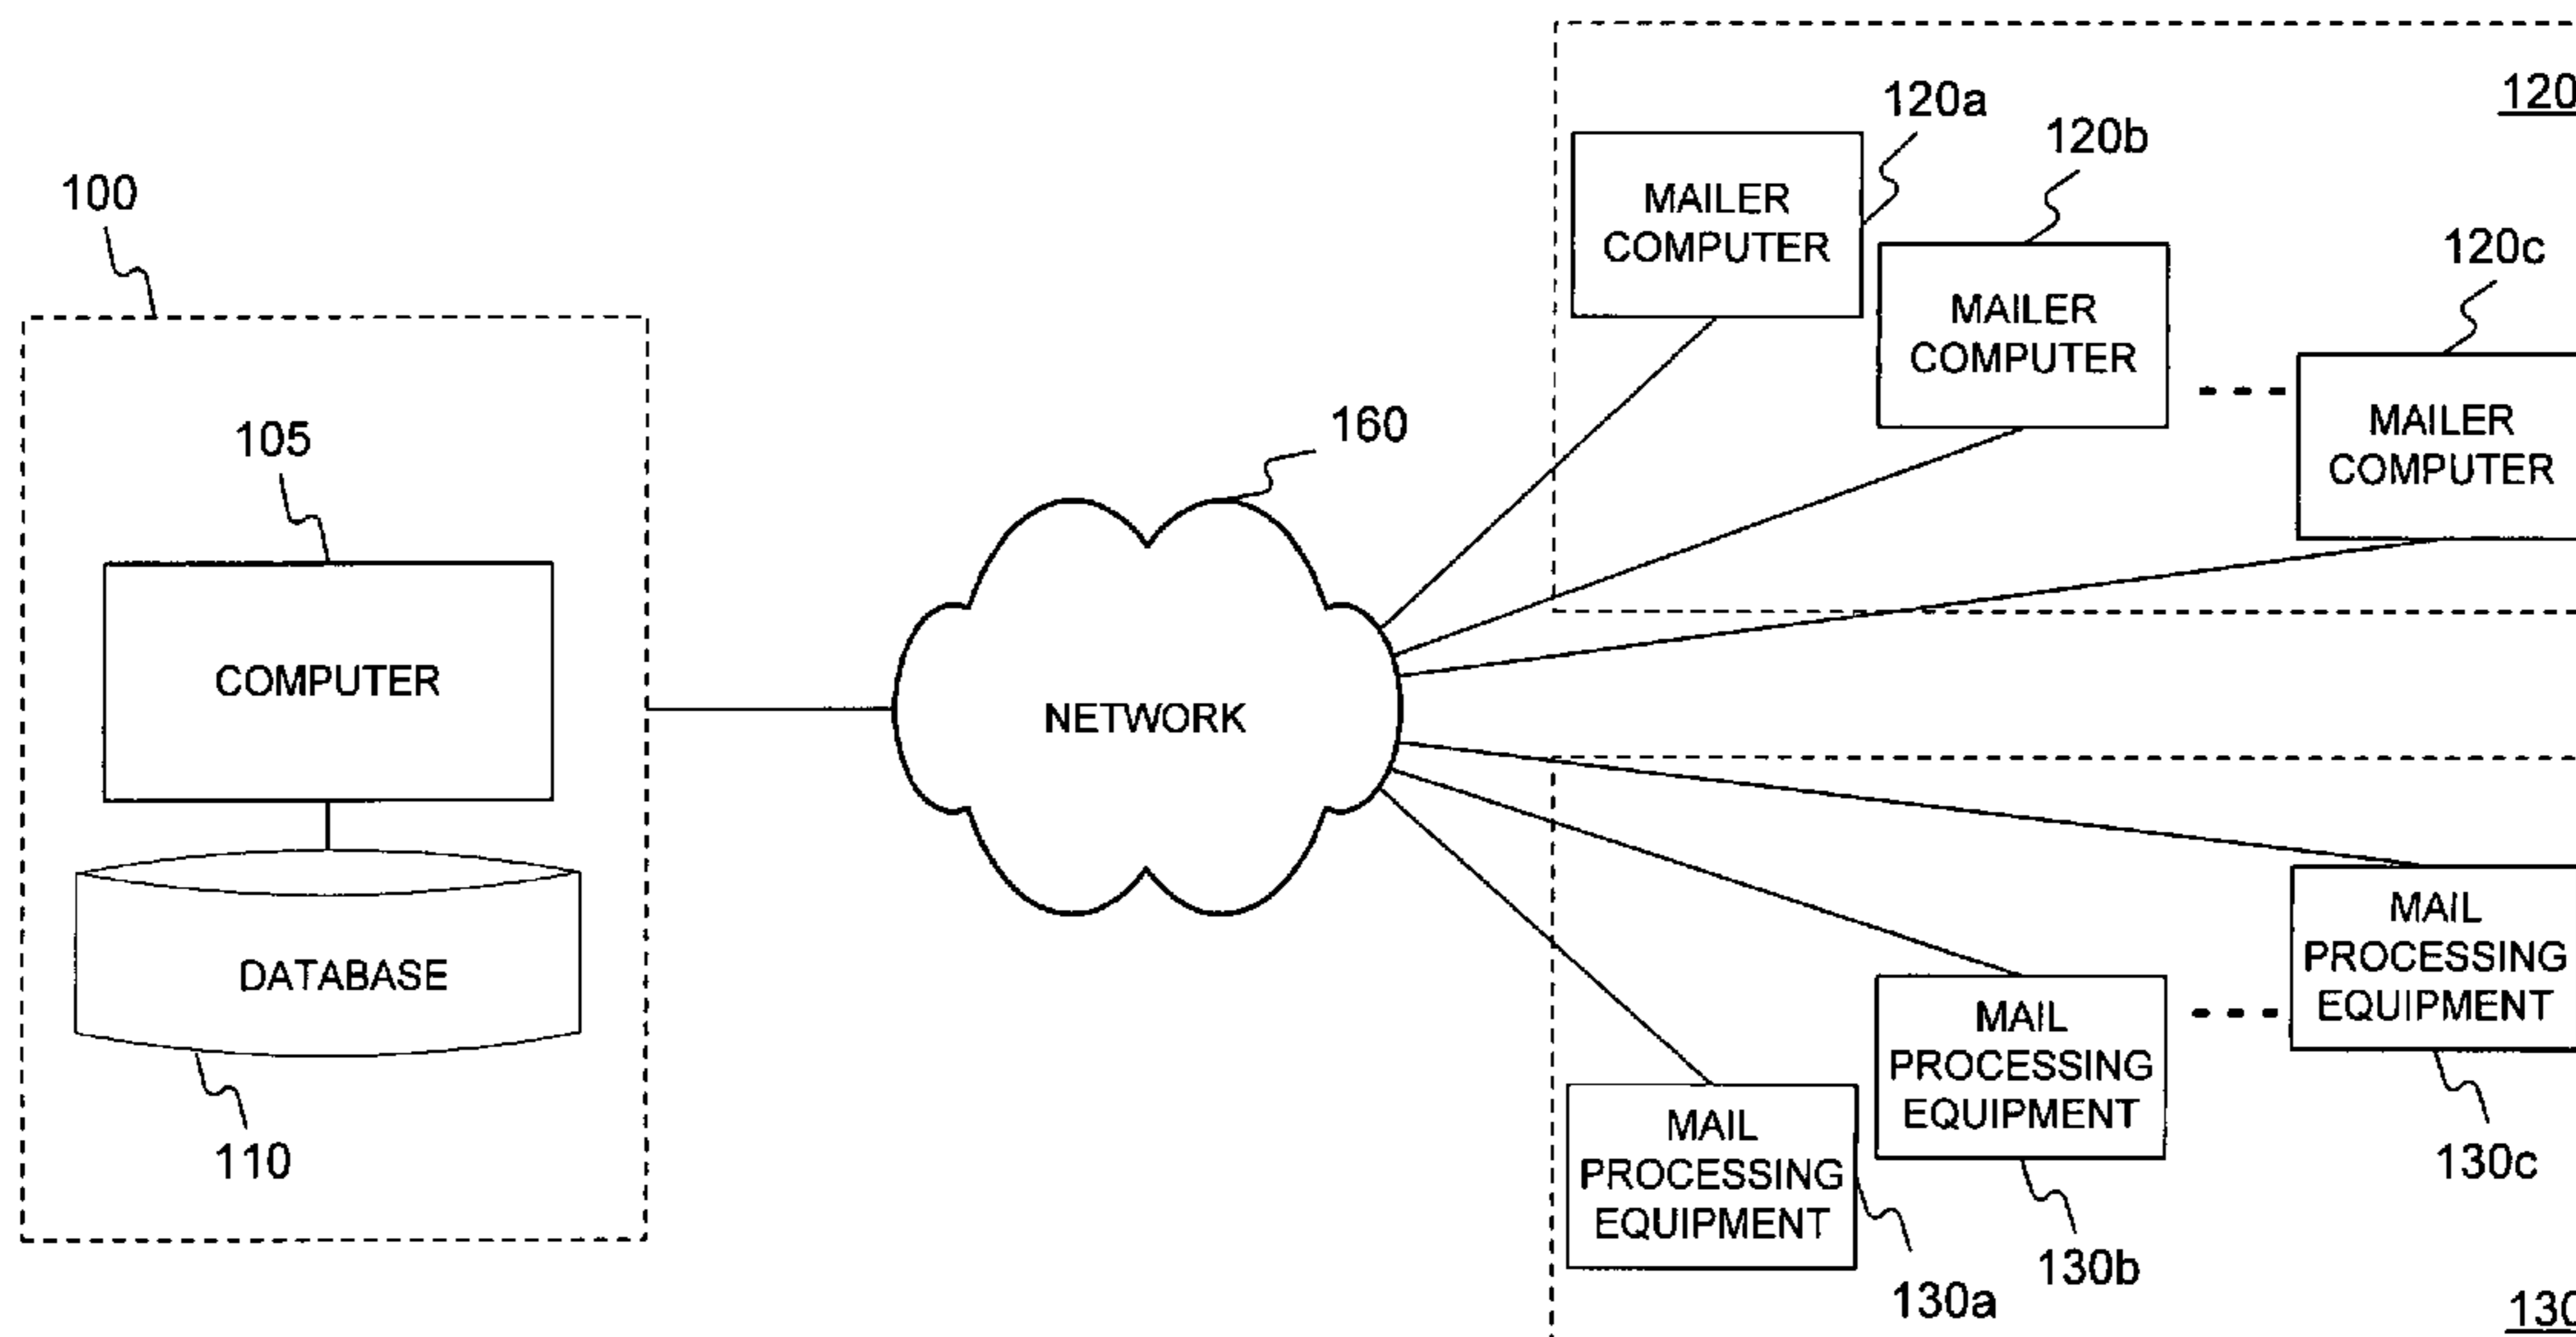 100
105
COMPUTER
DATABASE
110
160
NETWORK
120
120a
MAILER
COMPUTER
120b
MAILER
COMPUTER
120c
MAILER
COMPUTER
MAIL
PROCESSING
EQUIPMENT
130c
MAIL
PROCESSING
EQUIPMENT
130b
MAIL
PROCESSING
EQUIPMENT
130a
130